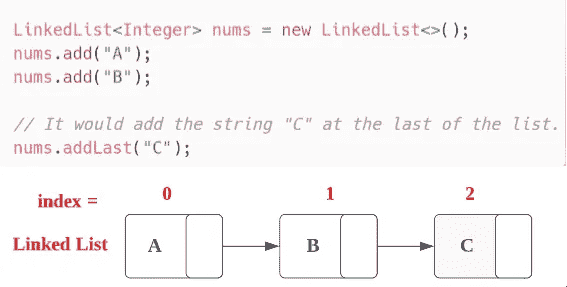 LinkedList<Integer> nums = new LinkedList<>();
nums.add("A");
nums.add("B");
// It would add the string "C" at the last of the list.
nums.addLast("C");
index = 0 1 2
Linked List A B C